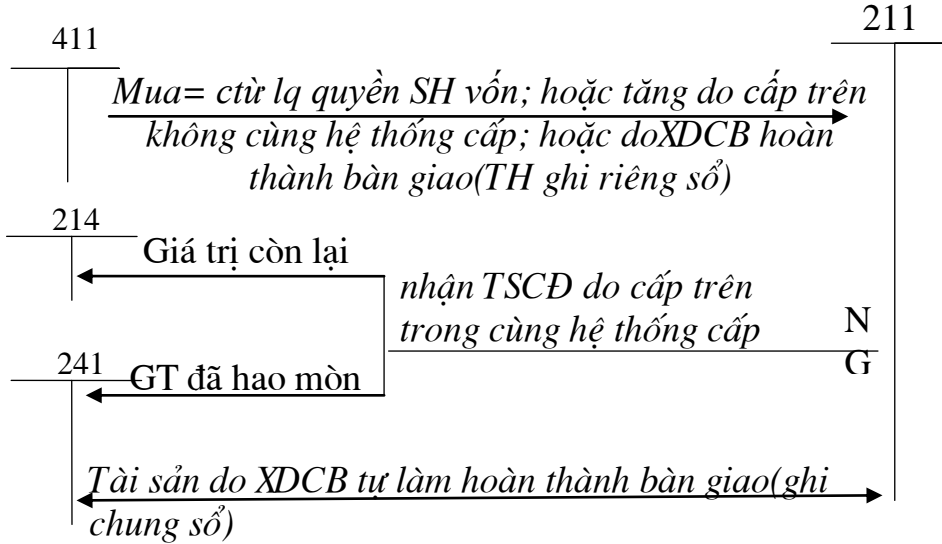 411
211
Mua= ctừ lq quyền SH vốn; hoặc tăng do cấp trên
không cùng hệ thống cấp; hoặc doXDCB hoàn
thành bàn giao(TH ghi riêng sổ)
214
Giá trị còn lại
nhận TSCĐ do cấp trên
trong cùng hệ thống cấp
N
G
241
GT đã hao mòn
Tài sản do XDCB tự làm hoàn thành bàn giao(ghi
chung sổ)